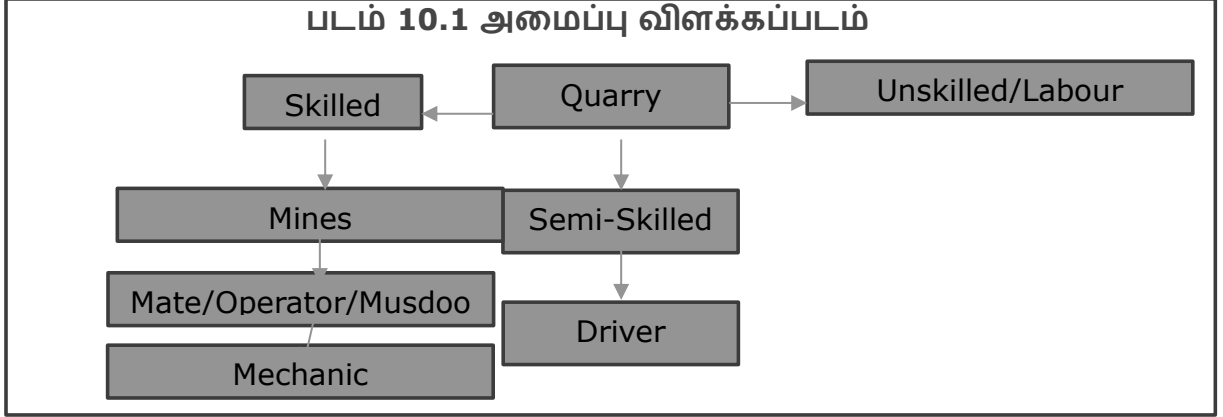 படம் 10.1 அமைப்பு விளக்கப்படம்
Skilled
Quarry
Unskilled/Labour
Mines
Semi-Skilled
Mate/Operator/Musdoo
Driver
Mechanic